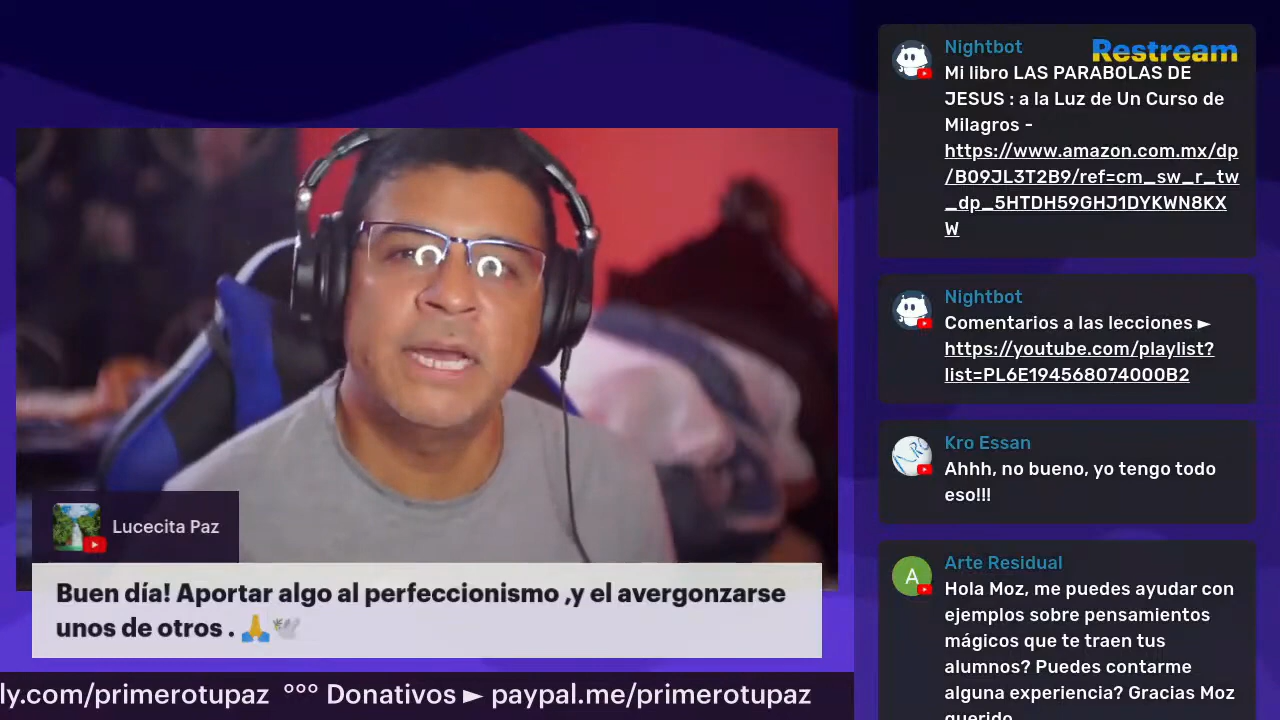 Lucecita Paz
Buen día! Aportar algo al perfeccionismo ,y el avergonzarse
unos de otros . 🙏🕊️
ly.com/primerotupaz °°° Donativos ► paypal.me/primerotupaz
Restream
Nightbot
Mi libro LAS PARABOLAS DE
JESUS : a la Luz de Un Curso de
Milagros -
https://www.amazon.com.mx/dp
/B09JL3T2B9/ref=cm_sw_r_tw
_dp_5HTDH59GHJ1DYKWN8KX
W
Nightbot
Comentarios a las lecciones ►
https://youtube.com/playlist?
list=PL6E194568074000B2
Kro Essan
Ahhh, no bueno, yo tengo todo
eso!!!
A
Arte Residual
Hola Moz, me puedes ayudar con
ejemplos sobre pensamientos
mágicos que te traen tus
alumnos? Puedes contarme
alguna experiencia? Gracias Moz
querido